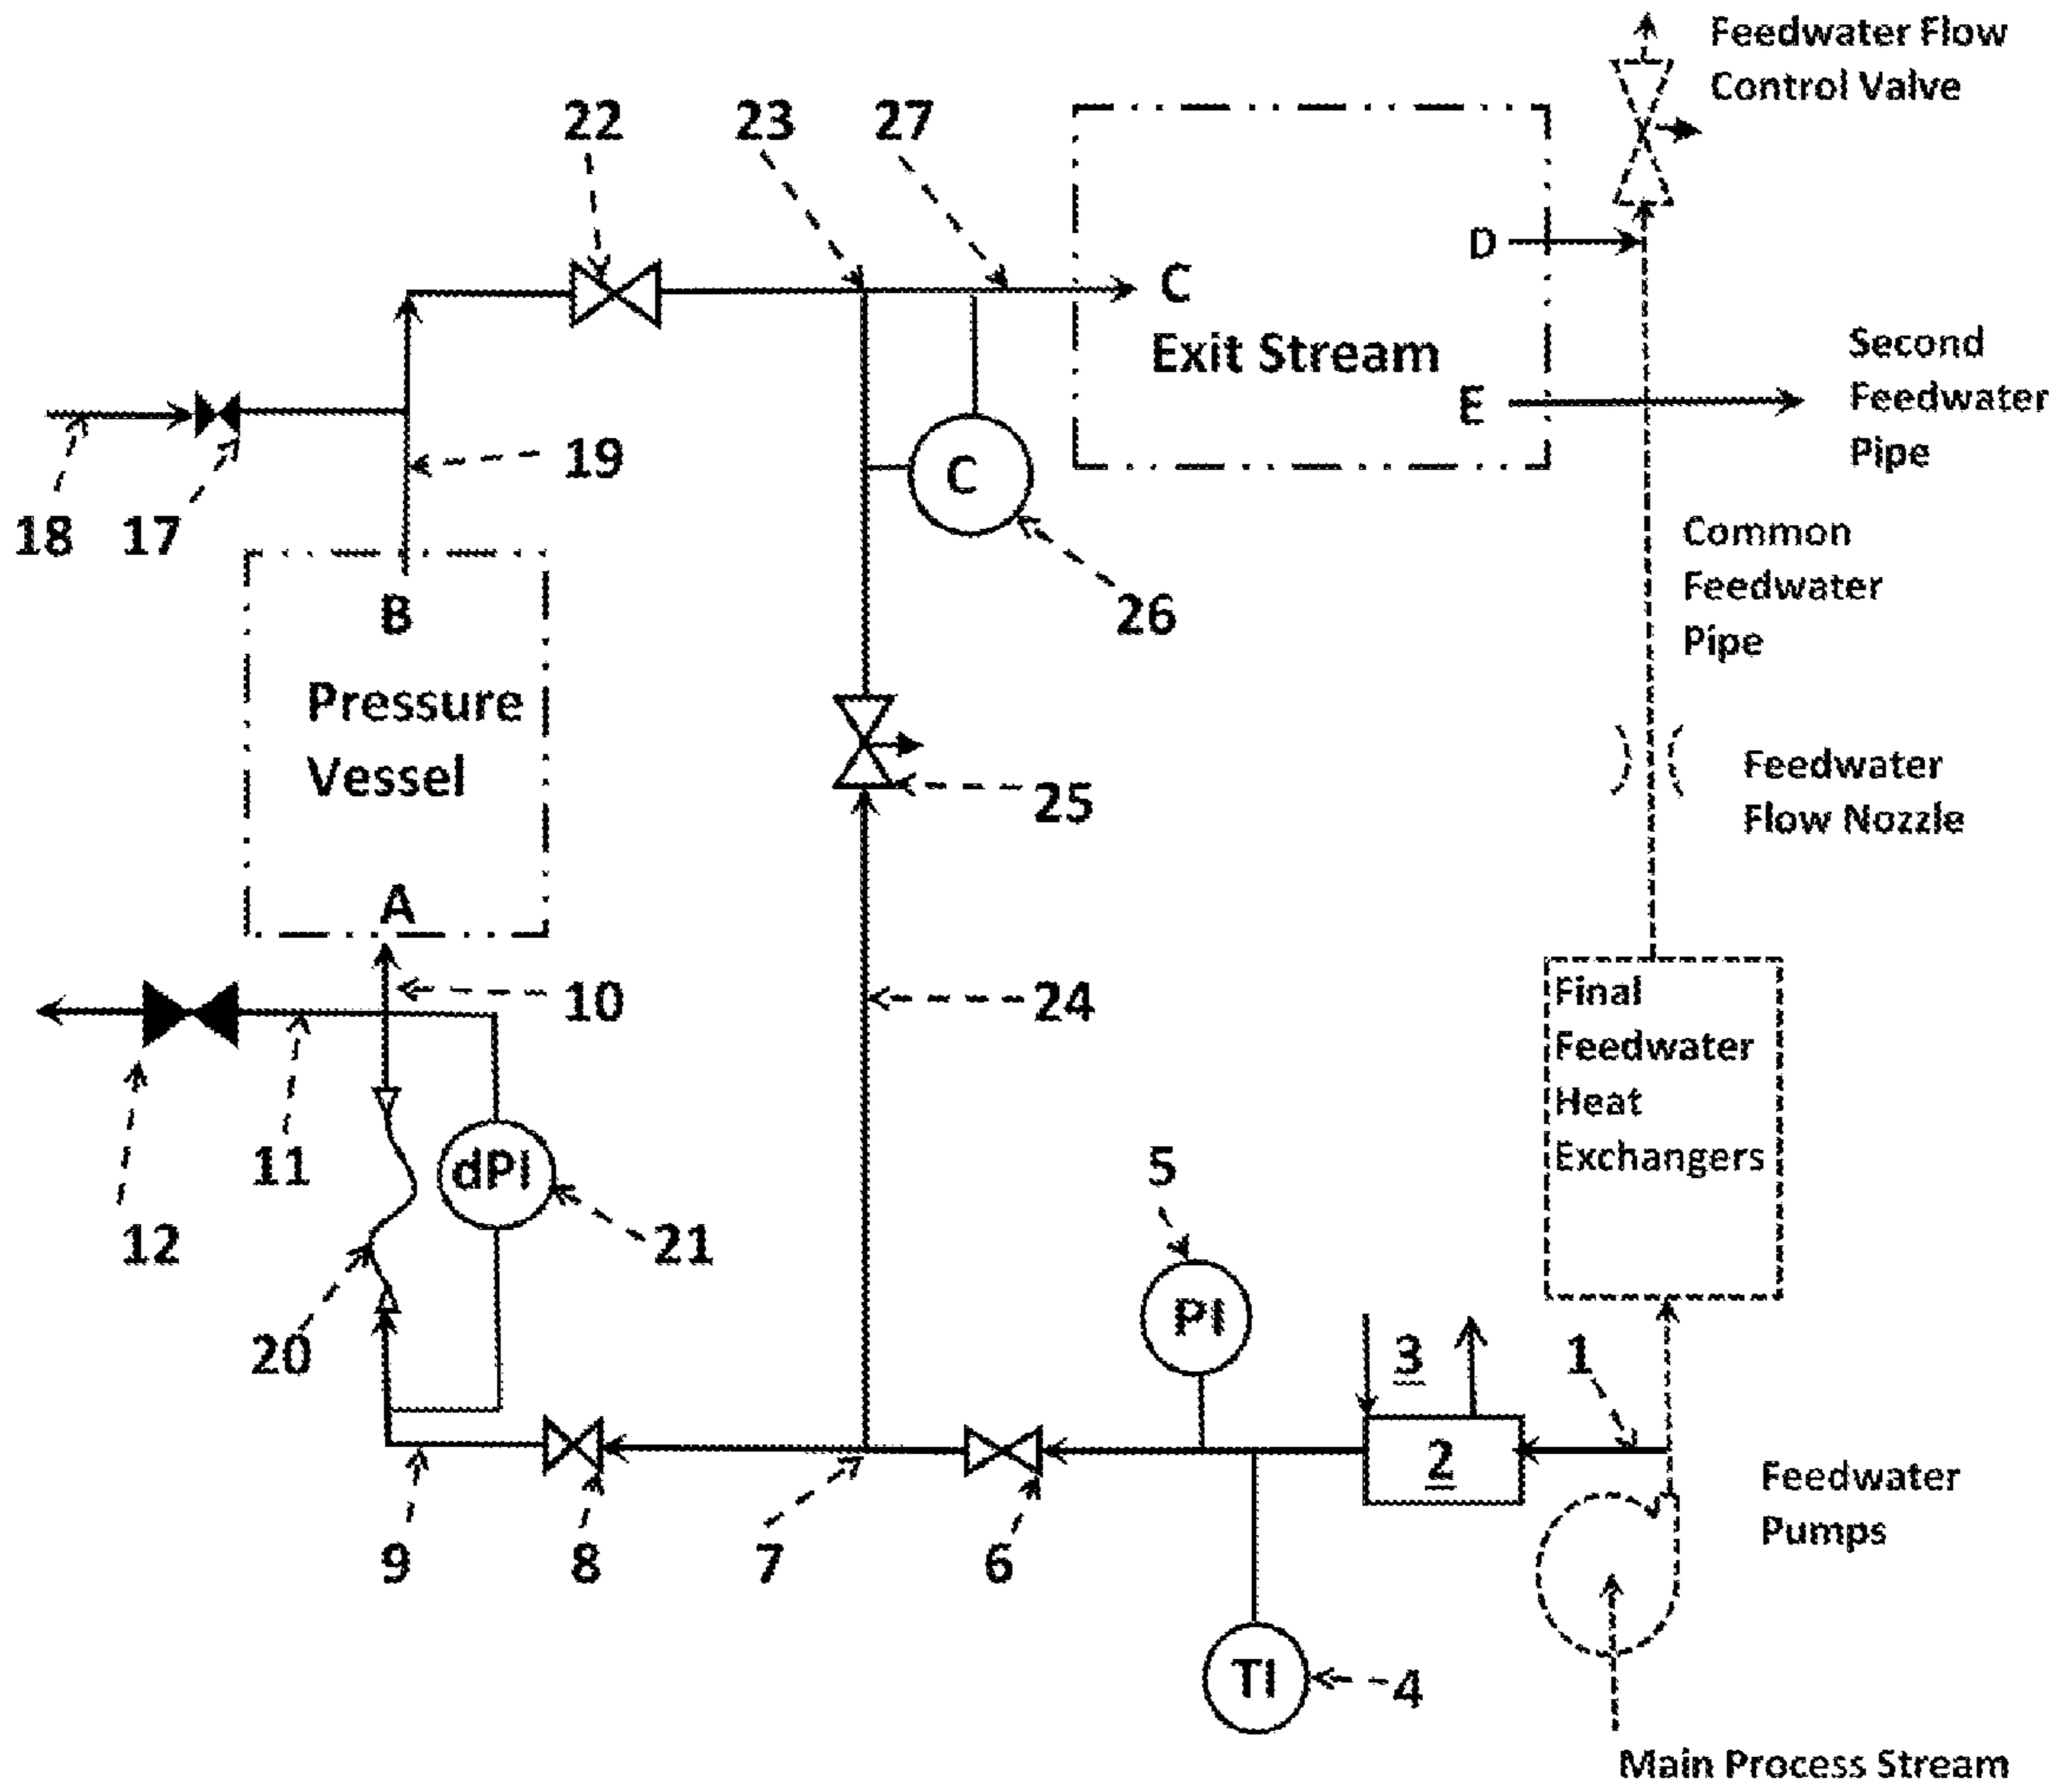 Feedwater Flow
Control Valve
22
23
27
D
C
Exit Stream
Second
Feedwater
Pipe
E
19
C
18
17
Common
Feedwater
Pipe
26
B
Pressure
Vessel
25
Feedwater
Flow Nozzle
A
10
24
Final
Feedwater
Heat
Exchangers
11
dPI
5
12
21
PI
20
3
1
2
Feedwater
Pumps
9
8
7
6
TI
4
Main Process Stream